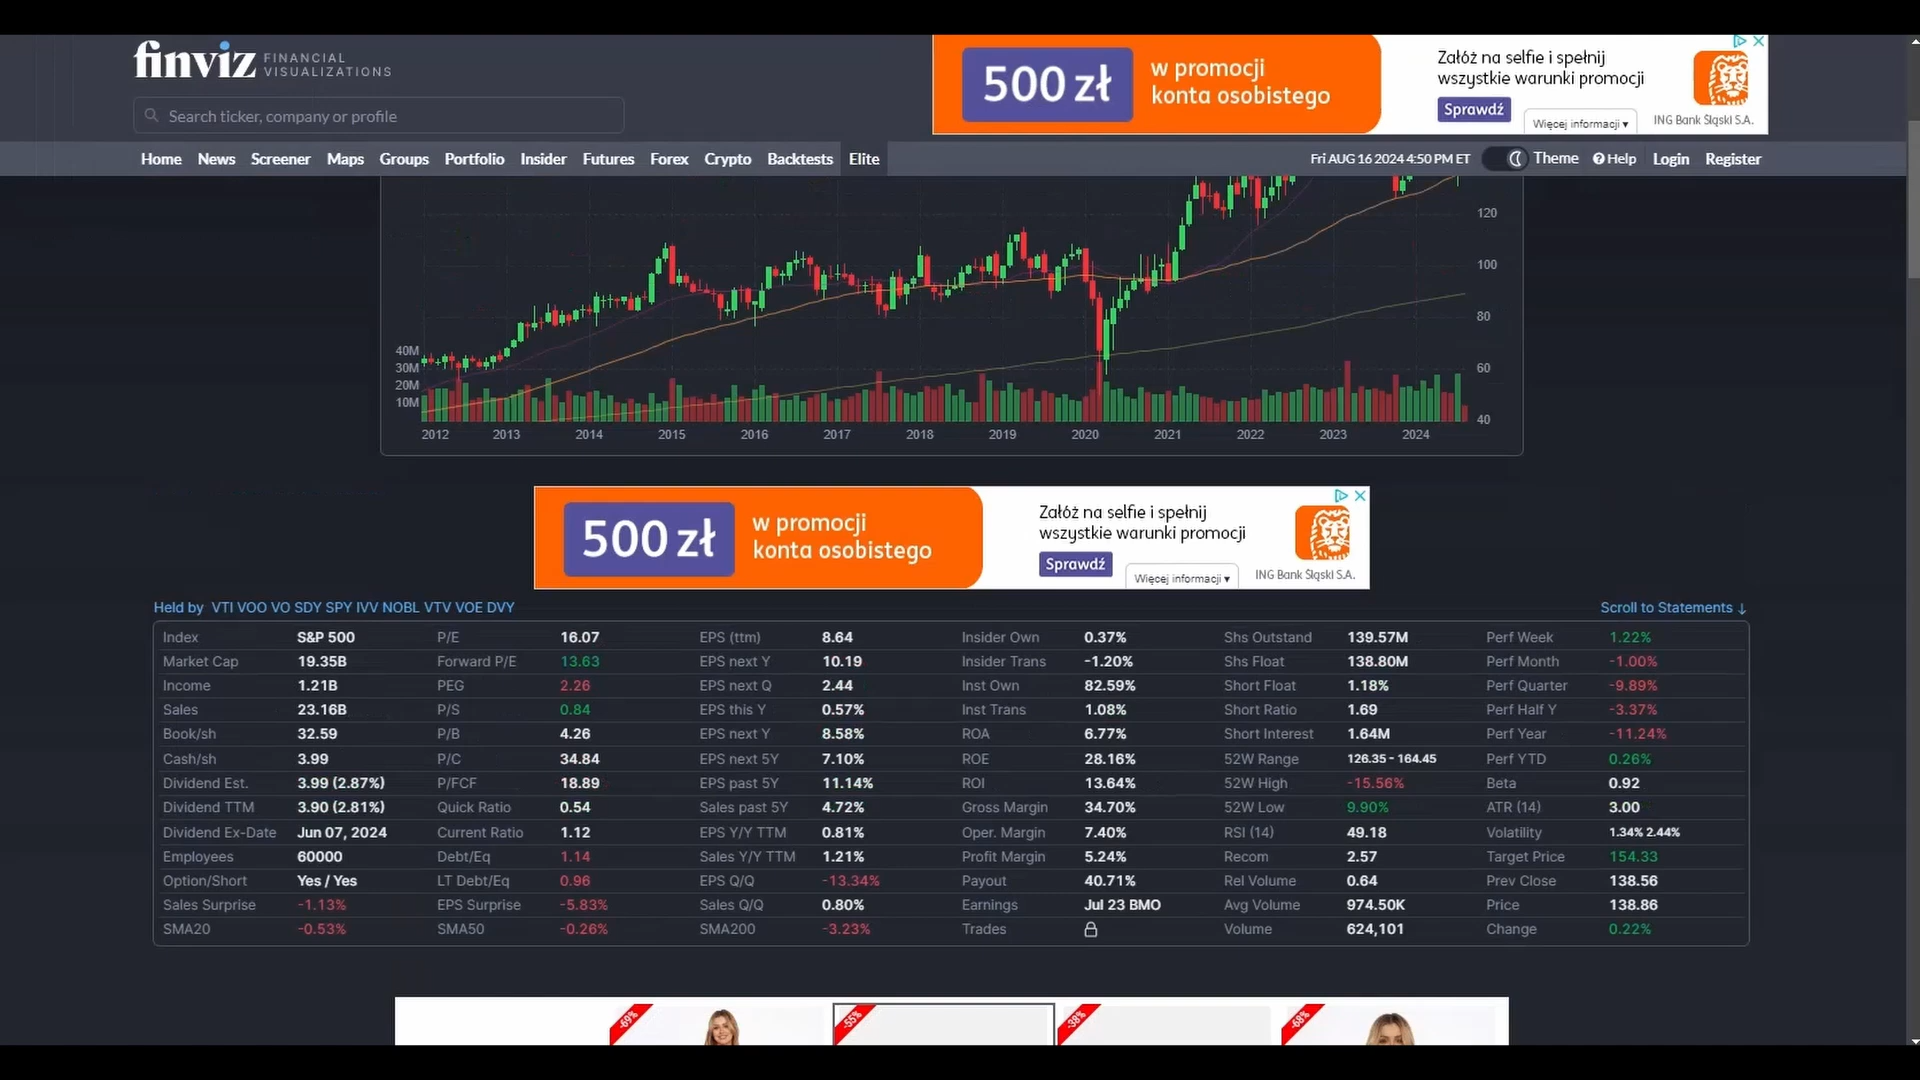 finviz FINANCIAL VISUALIZATIONS
Search ticker, company or profile
500 zł
w promocji
konta osobistego
Załóż na selfie i spełnij
wszystkie warunki promocji
Sprawdź
Więcej informacji ▾
ING Bank Śląski S.A.
Home News Screener Maps Groups Portfolio Insider Futures Forex Crypto Backtests Elite
Fri AUG 16 2024 4:50 PM ET Theme Help Login Register
120
100
80
60
40
40M
30M
20M
10M
2012 2013 2014 2015 2016 2017 2018 2019 2020 2021 2022 2023 2024
500 zł
w promocji
konta osobistego
Załóż na selfie i spełnij
wszystkie warunki promocji
Sprawdź
Więcej informacji ▾
ING Bank Śląski S.A.
Held by VTI VOO VO SDY SPY IVV NOBL VTV VOE DVY
Scroll to Statements ↓
Index S&P 500 P/E 16.07 EPS (ttm) 8.64 Insider Own 0.37% Shs Outstand 139.57M Perf Week 1.22%
Market Cap 19.35B Forward P/E 13.63 EPS next Y 10.19 Insider Trans -1.20% Shs Float 138.80M Perf Month -1.00%
Income 1.21B PEG 2.26 EPS next Q 2.44 Inst Own 82.59% Short Float 1.18% Perf Quarter -9.89%
Sales 23.16B P/S 0.84 EPS this Y 0.57% Inst Trans 1.08% Short Ratio 1.69 Perf Half Y -3.37%
Book/sh 32.59 P/B 4.26 EPS next Y 8.58% ROA 6.77% Short Interest 1.64M Perf Year -11.24%
Cash/sh 3.99 P/C 34.84 EPS next 5Y 7.10% ROE 28.16% 52W Range 126.35 - 164.45 Perf YTD 0.26%
Dividend Est. 3.99 (2.87%) P/FCF 18.89 EPS past 5Y 11.14% ROI 13.64% 52W High -15.56% Beta 0.92
Dividend TTM 3.90 (2.81%) Quick Ratio 0.54 Sales past 5Y 4.72% Gross Margin 34.70% 52W Low 9.90% ATR (14) 3.00
Dividend Ex-Date Jun 07, 2024 Current Ratio 1.12 EPS Y/Y TTM 0.81% Oper. Margin 7.40% RSI (14) 49.18 Volatility 1.34% 2.44%
Employees 60000 Debt/Eq 1.14 Sales Y/Y TTM 1.21% Profit Margin 5.24% Recom 2.57 Target Price 154.33
Option/Short Yes / Yes LT Debt/Eq 0.96 EPS Q/Q -13.34% Payout 40.71% Rel Volume 0.64 Prev Close 138.56
Sales Surprise -1.13% EPS Surprise -5.83% Sales Q/Q 0.80% Earnings Jul 23 BMO Avg Volume 974.50K Price 138.86
SMA20 -0.53% SMA50 -0.26% SMA200 -3.23% Trades Volume 624,101 Change 0.22%
-69% -55% -38% -68%